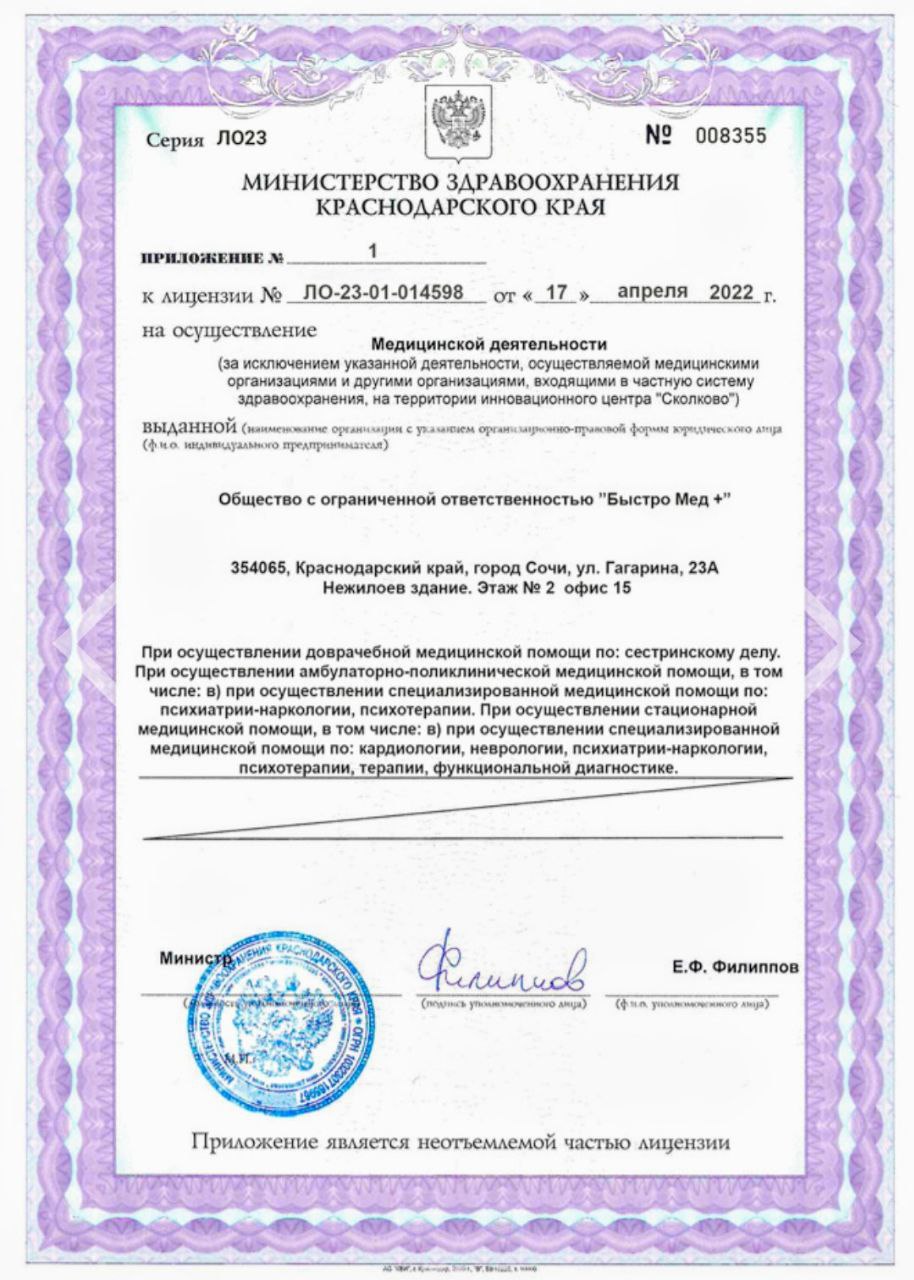 Серия ЛО23
№ 008355
МИНИСТЕРСТВО ЗДРАВООХРАНЕНИЯ
КРАСНОДАРСКОГО КРАЯ
ПРИЛОЖЕНИЕ № 1
к лицензии № ЛО-23-01-014598 от « 17 » апреля 2022 г.
на осуществление
Медицинской деятельности
(за исключением указанной деятельности, осуществляемой медицинскими
организациями и другими организациями, входящими в частную систему
здравоохранения, на территории инновационного центра "Сколково")
выданной (наименование организации с указанием организационно-правовой формы юридического лица
(ф.и.о. индивидуального предпринимателя)
Общество с ограниченной ответственностью ”Быстро Мед +”
354065, Краснодарский край, город Сочи, ул. Гагарина, 23А
Нежилоев здание. Этаж № 2 офис 15
При осуществлении доврачебной медицинской помощи по: сестринскому делу.
При осуществлении амбулаторно-поликлинической медицинской помощи, в том
числе: в) при осуществлении специализированной медицинской помощи по:
психиатрии-наркологии, психотерапии. При осуществлении стационарной
медицинской помощи, в том числе: в) при осуществлении специализированной
медицинской помощи по: кардиологии, неврологии, психиатрии-наркологии,
психотерапии, терапии, функциональной диагностике.
Министр
Филиппов
Е.Ф. Филиппов
(подпись уполномоченного лица)
(ф.и.о. уполномоченного лица)
МИНИСТЕРСТВО ЗДРАВООХРАНЕНИЯ КРАСНОДАРСКОГО КРАЯ
М.П.
Приложение является неотъемлемой частью лицензии